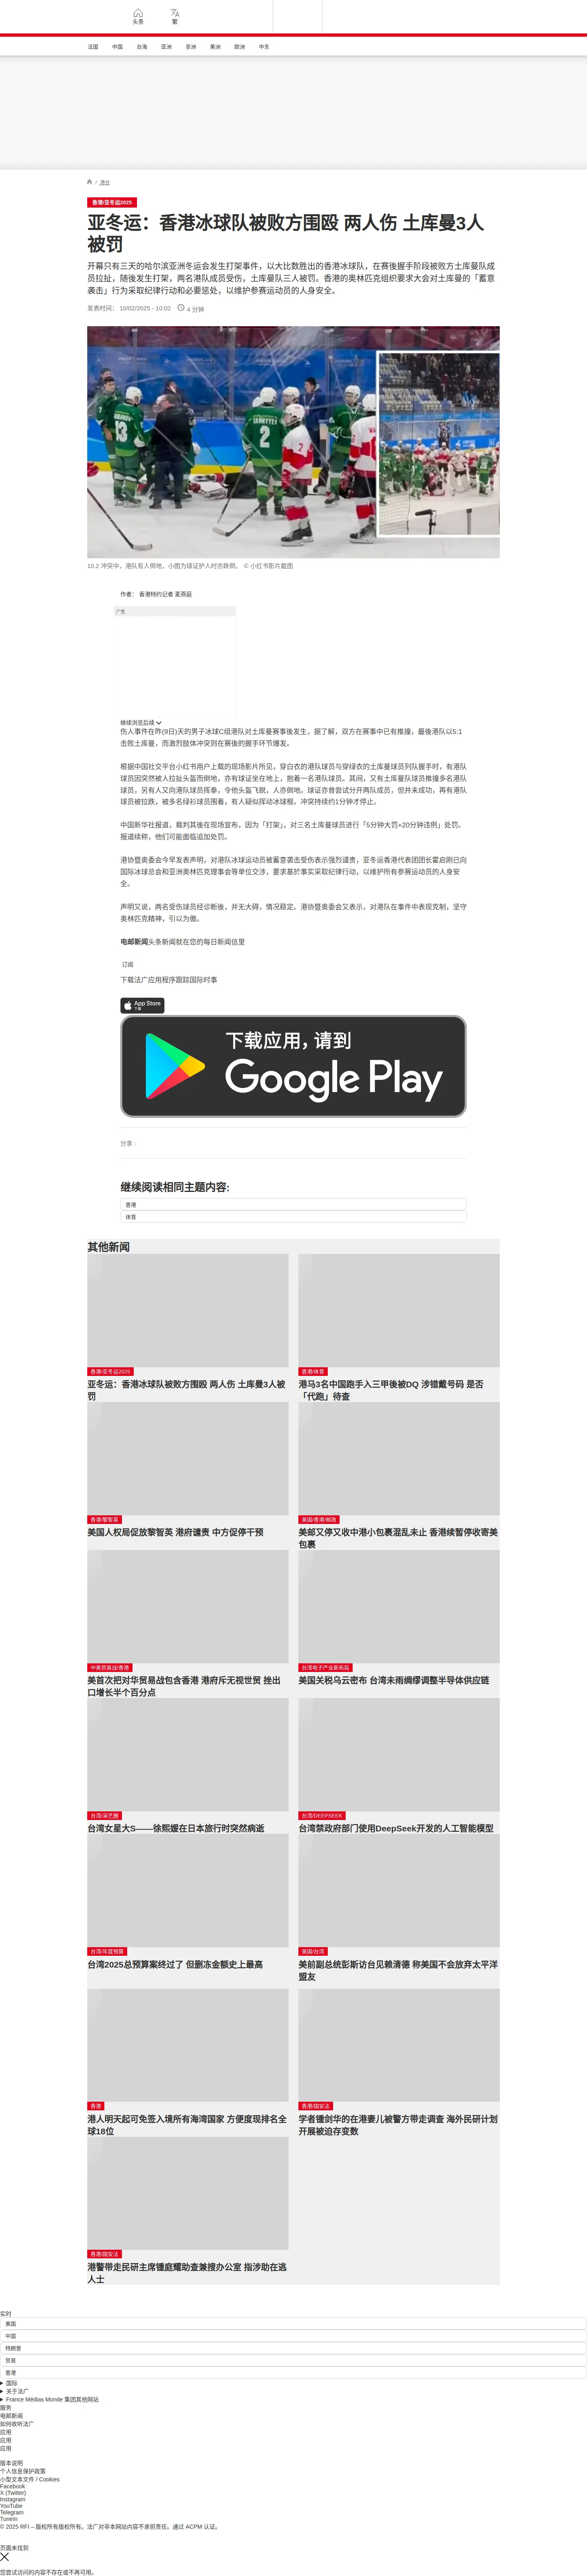 头条
繁
法国
中国
台海
亚洲
非洲
美洲
欧洲
中东
/ 港台
香港/亚冬运2025
亚冬运：香港冰球队被败方围殴 两人伤 土库曼3人
被罚
开幕只有三天的哈尔滨亚洲冬运会发生打架事件，以大比数胜出的香港冰球队，在赛後握手阶段被败方土库曼队成
员拉扯，随後发生打架，两名港队成员受伤，土库曼队三人被罚。香港的奥林匹克组织要求大会对土库曼的「蓄意
袭击」行为采取纪律行动和必要惩处，以维护参赛运动员的人身安全。
发表时间： 10/02/2025 - 10:02
4 分钟
13
IANNYYEV
9
10.2 冲突中，港队有人倒地，小图为球证护人时亦跌倒。 © 小红书影片截图
作者： 香港特约记者 麦燕庭
广告
继续浏览后续
伤人事件在昨(9日)天的男子冰球C组港队对土库曼赛事後发生，据了解，双方在赛事中已有推撞，最後港队以5:1
击败土库曼，而激烈肢体冲突则在赛後的握手环节爆发。
根据中国社交平台小红书用户上载的现场影片所见，穿白衣的港队球员与穿绿衣的土库曼球员列队握手时，有港队
球员因突然被人拉扯头盔而倒地，亦有球证坐在地上，抱着一名港队球员。其间，又有土库曼队球员推撞多名港队
球员，另有人又向港队球员挥拳，令他头盔飞脱，人亦倒地。球证亦曾尝试分开两队成员，但并未成功，再有港队
球员被拉跌，被多名绿衫球员围着，有人疑似挥动冰球棍。冲突持续约1分钟才停止。
中国新华社报道，裁判其後在现场宣布，因为「打架」，对三名土库曼球员进行「5分钟大罚+20分钟违例」处罚。
报道续称，他们可能面临追加处罚。
港协暨奥委会今早发表声明，对港队冰球运动员被蓄意袭击受伤表示强烈谴责，亚冬运香港代表团团长霍启刚已向
国际冰球总会和亚洲奥林匹克理事会等单位交涉，要求基於事实采取纪律行动，以维护所有参赛运动员的人身安
全。
声明又说，两名受伤球员经诊断後，并无大碍，情况稳定。港协暨奥委会又表示，对港队在事件中表现克制，坚守
奥林匹克精神，引以为傲。
电邮新闻头条新闻就在您的每日新闻信里
订阅
下载法广应用程序跟踪国际时事
App Store
下载
下载应用，请到
Google Play
分享 :
继续阅读相同主题内容:
香港
体育
其他新闻
香港/亚冬运2025
亚冬运：香港冰球队被败方围殴 两人伤 土库曼3人被
罚
香港/体育
港马3名中国跑手入三甲後被DQ 涉错戴号码 是否
「代跑」待查
香港/黎智英
美国人权局促放黎智英 港府谴责 中方促停干预
美国/香港/邮政
美邮又停又收中港小包裹混乱未止 香港续暂停收寄美
包裹
中美贸易战/香港
美首次把对华贸易战包含香港 港府斥无视世贸 挫出
口增长半个百分点
台湾电子产业新布局
美国关税乌云密布 台湾未雨绸缪调整半导体供应链
台湾/演艺圈
台湾女星大S——徐熙媛在日本旅行时突然病逝
台湾/DEEPSEEK
台湾禁政府部门使用DeepSeek开发的人工智能模型
台湾/年度预算
台湾2025总预算案终过了 但删冻金额史上最高
美国/台湾
美前副总统彭斯访台见赖清德 称美国不会放弃太平洋
盟友
香港
港人明天起可免签入境所有海湾国家 方便度现排名全
球18位
香港/国安法
学者锺剑华的在港妻儿被警方带走调查 海外民研计划
开展被迫存变数
香港/国安法
港警带走民研主席锺庭耀助查兼搜办公室 指涉助在逃
人士
实时
美国
中国
特朗普
贸易
香港
国际
关于法广
France Médias Monde 集团其他网站
服务
电邮新闻
如何收听法广
应用
应用
应用
版本说明
个人信息保护政策
小型文本文件 / Cookies
Facebook
X (Twitter)
Instagram
YouTube
Telegram
TuneIn
© 2025 RFI – 版权所有版权所有。法广对非本网站内容不承担责任。通过 ACPM 认证。
页面未找到
您尝试访问的内容不存在或不再可用。